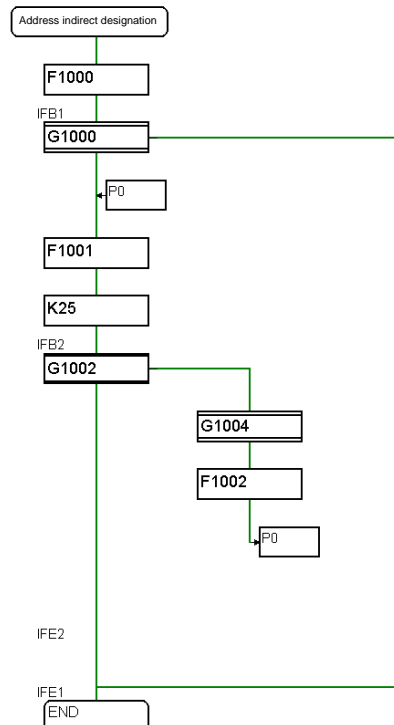 Address indirect designation
F1000
IFB1
G1000
P0
F1001
K25
IFB2
G1002
G1004
F1002
P0
IFE2
IFE1
END